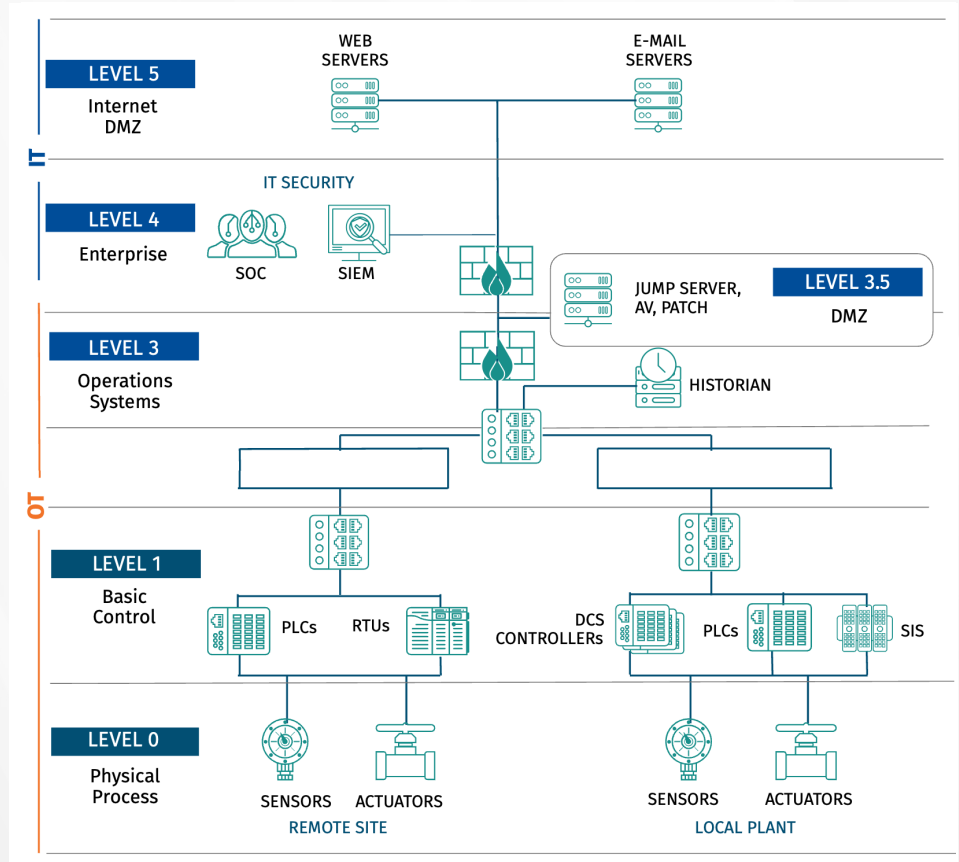 WEB
SERVERS
E-MAIL
SERVERS
LEVEL 5
Internet
DMZ
IT
IT SECURITY
LEVEL 4
Enterprise
SOC
SIEM
JUMP SERVER,
AV, PATCH
LEVEL 3.5
DMZ
LEVEL 3
Operations
Systems
HISTORIAN
OT
LEVEL 1
Basic
Control
PLCs
RTUs
DCS
CONTROLLERs
PLCs
SIS
LEVEL 0
Physical
Process
SENSORS
ACTUATORS
REMOTE SITE
SENSORS
ACTUATORS
LOCAL PLANT